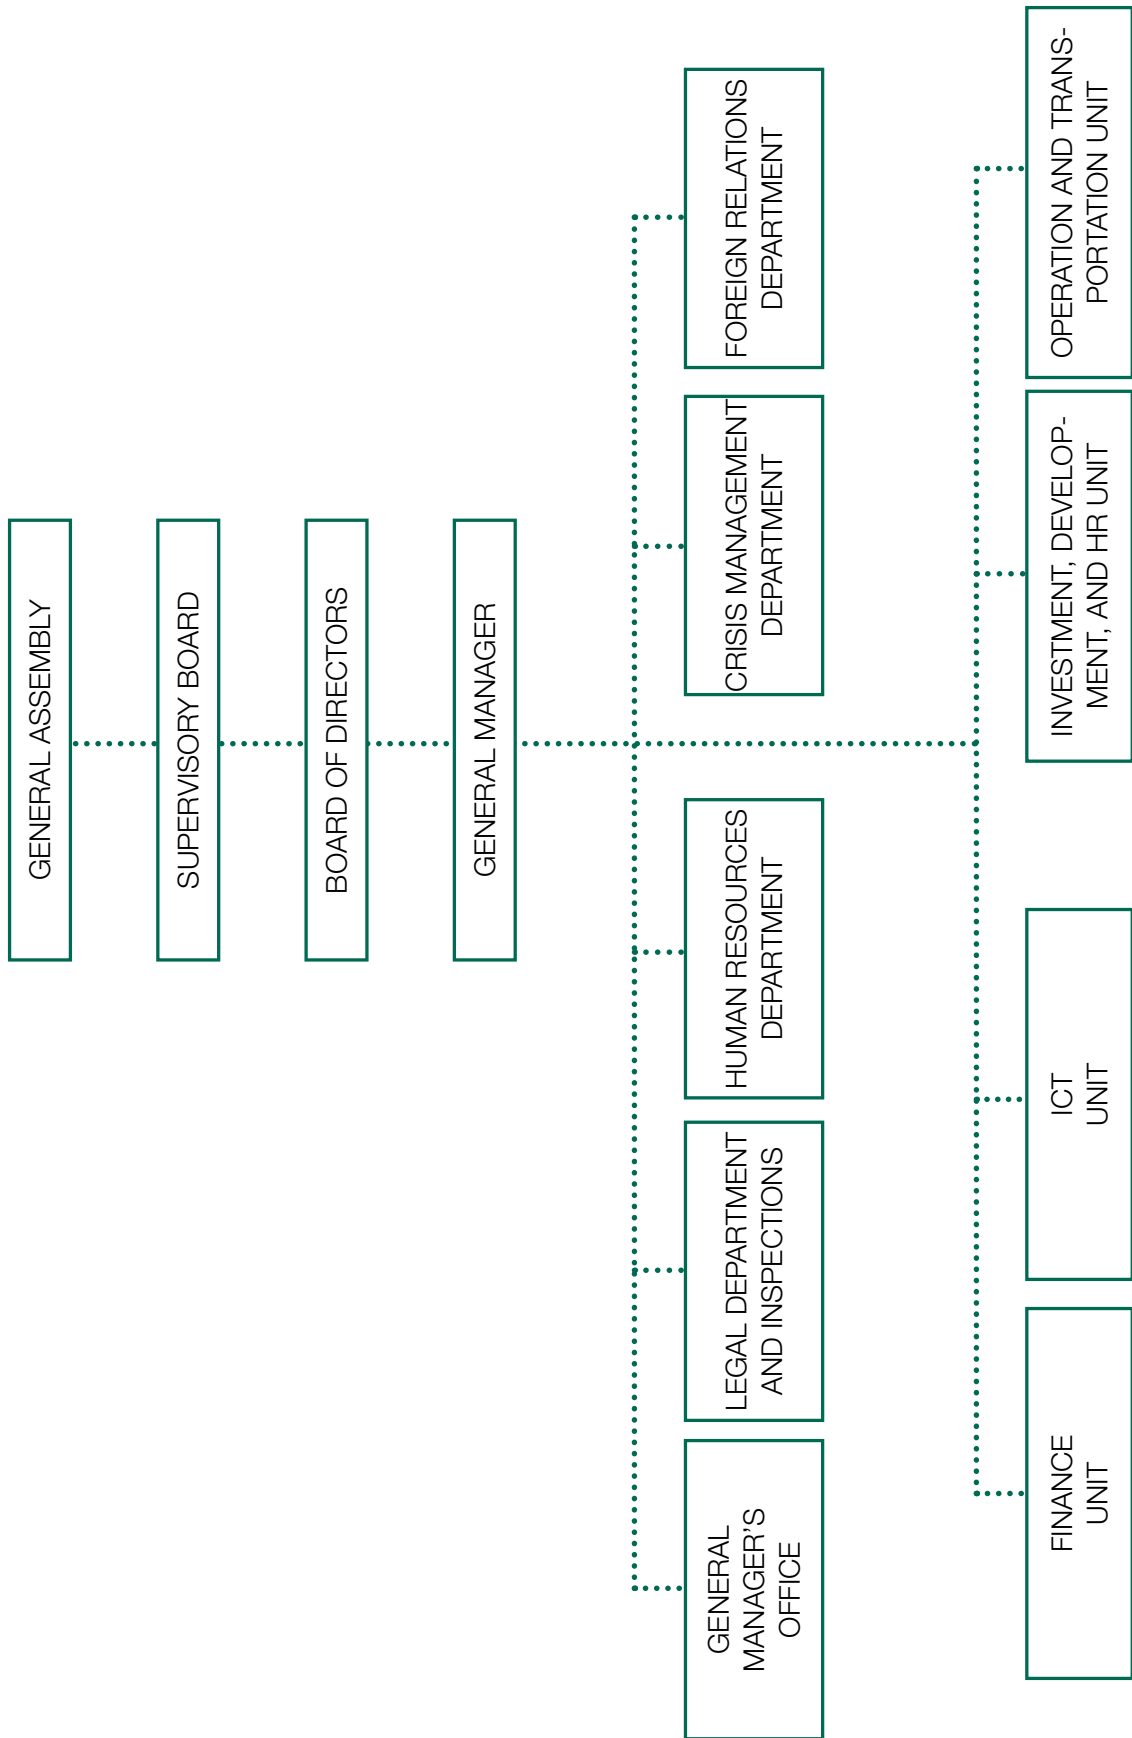 GENERAL ASSEMBLY
SUPERVISORY BOARD
BOARD OF DIRECTORS
GENERAL MANAGER
GENERAL
MANAGER’S
OFFICE
LEGAL DEPARTMENT
AND INSPECTIONS
HUMAN RESOURCES
DEPARTMENT
CRISIS MANAGEMENT
DEPARTMENT
FOREIGN RELATIONS
DEPARTMENT
FINANCE
UNIT
ICT
UNIT
INVESTMENT, DEVELOP-
MENT, AND HR UNIT
OPERATION AND TRANS-
PORTATION UNIT